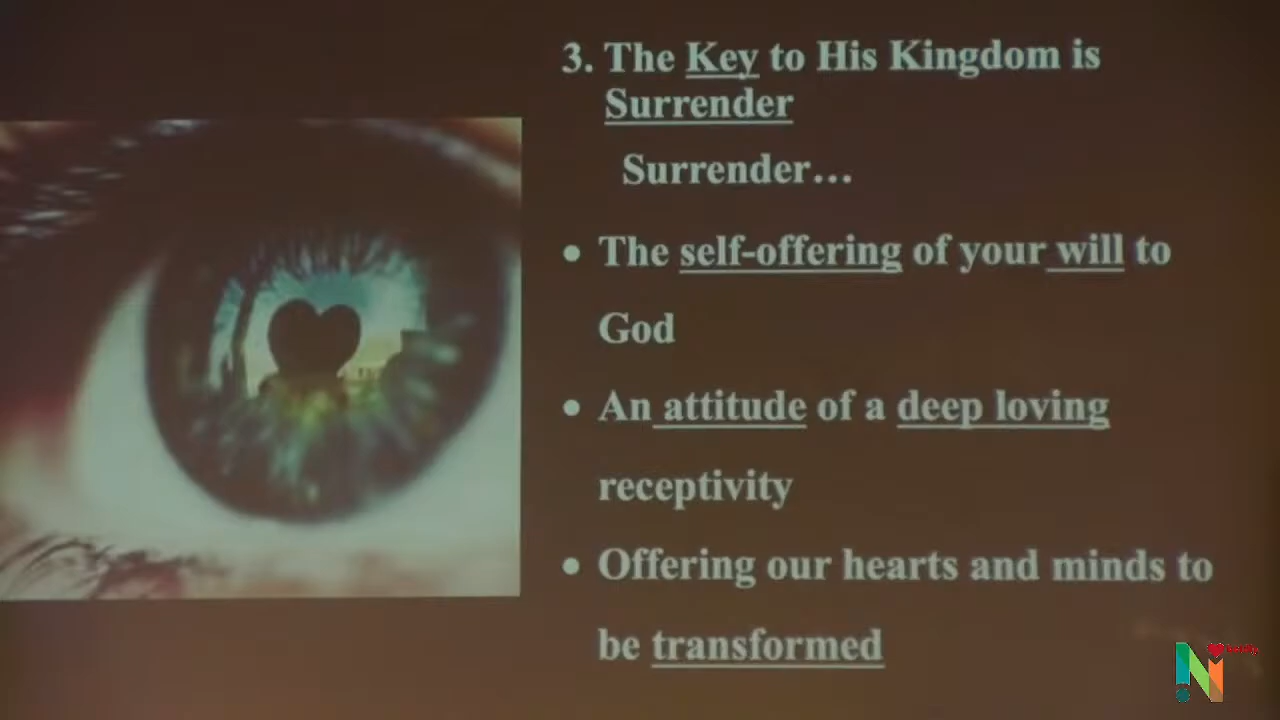 3. The Key to His Kingdom is
Surrender
Surrender…
• The self-offering of your will to
God
• An attitude of a deep loving
receptivity
• Offering our hearts and minds to
be transformed